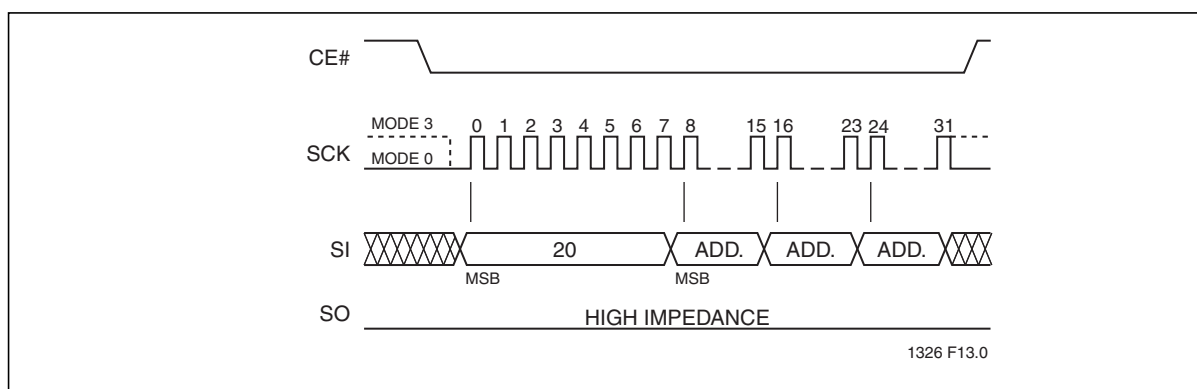 CE#
MODE 3 0 1 2 3 4 5 6 7 8 15 16 23 24 31
SCK
MODE 0
SI 20 ADD. ADD. ADD.
MSB MSB
SO HIGH IMPEDANCE
1326 F13.0